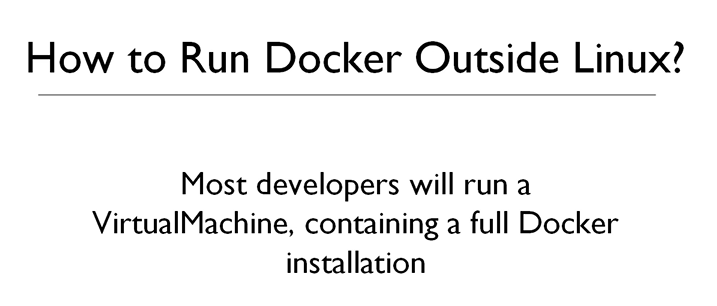 How to Run Docker Outside Linux?
Most developers will run a
VirtualMachine, containing a full Docker
installation